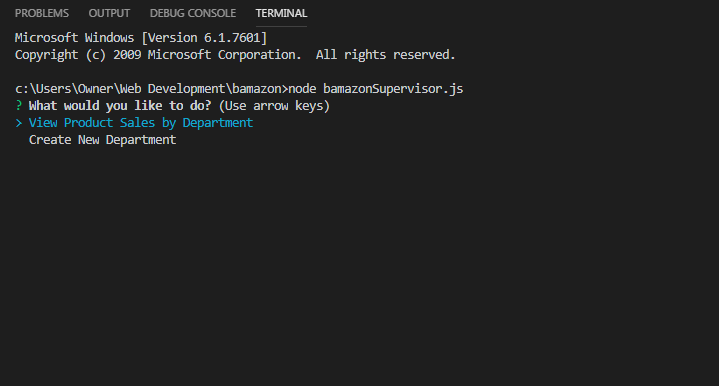 PROBLEMS OUTPUT DEBUG CONSOLE TERMINAL
Microsoft Windows [Version 6.1.7601]
Copyright (c) 2009 Microsoft Corporation.  All rights reserved.
c:\Users\Owner\Web Development\bamazon>node bamazonSupervisor.js
? What would you like to do? (Use arrow keys)
> View Product Sales by Department
  Create New Department